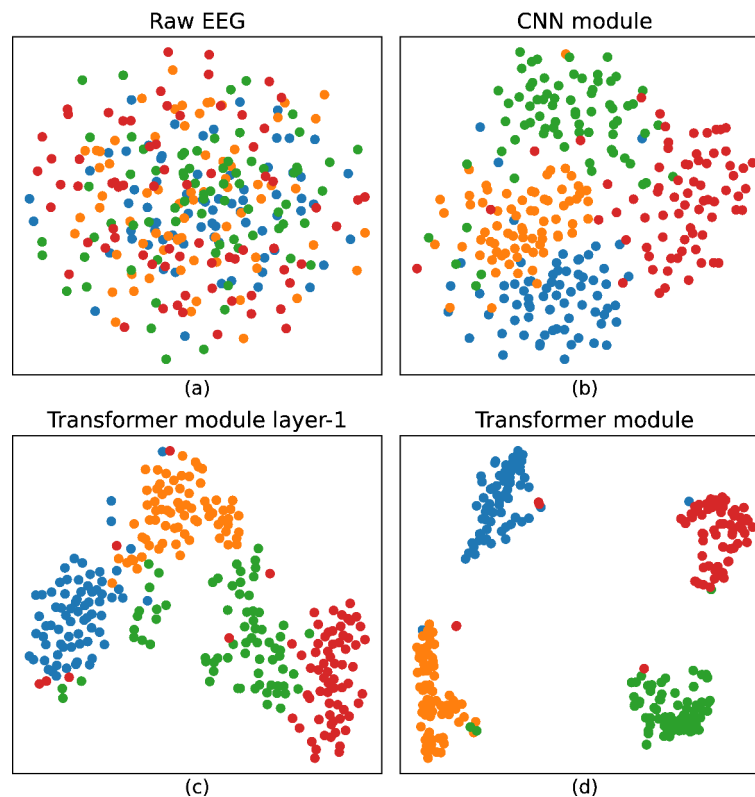 Raw EEG
CNN module
(a)
(b)
Transformer module layer-1
Transformer module
(c)
(d)